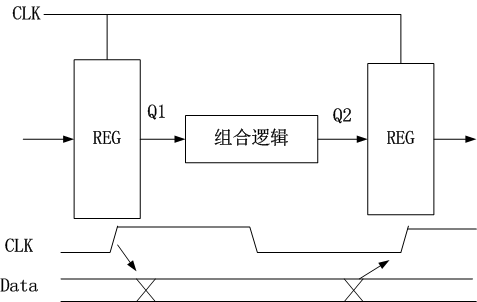 CLK
Q1
Q2
REG
组合逻辑
REG
CLK
Data